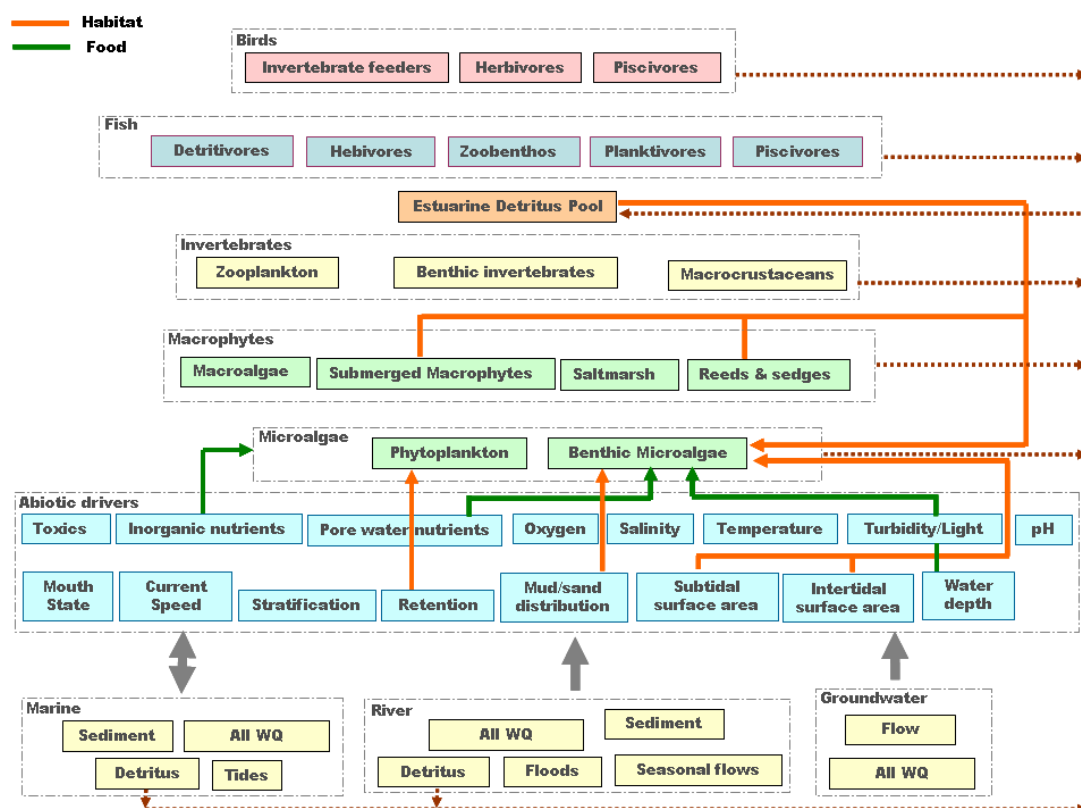 Habitat
Food
Birds
Invertebrate feeders
Herbivores
Piscivores
Fish
Detritivores
Hebivores
Zoobenthos
Planktivores
Piscivores
Estuarine Detritus Pool
Invertebrates
Zooplankton
Benthic invertebrates
Macrocrustaceans
Macrophytes
Macroalgae
Submerged Macrophytes
Saltmarsh
Reeds & sedges
Microalgae
Phytoplankton
Benthic Microalgae
Abiotic drivers
Toxics
Inorganic nutrients
Pore water nutrients
Oxygen
Salinity
Temperature
Turbidity/Light
pH
Mouth
State
Current
Speed
Stratification
Retention
Mud/sand
distribution
Subtidal
surface area
Intertidal
surface area
Water
depth
Marine
Sediment
All WQ
Detritus
Tides
River
All WQ
Sediment
Detritus
Floods
Seasonal flows
Groundwater
Flow
All WQ